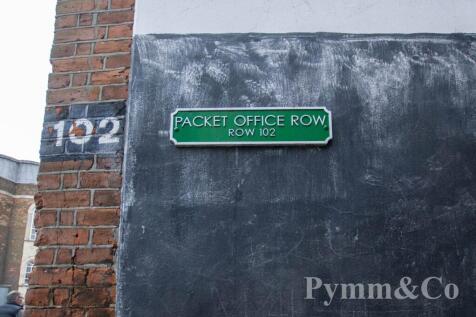 102
PACKET OFFICE ROW
ROW 102
Pymm&Co